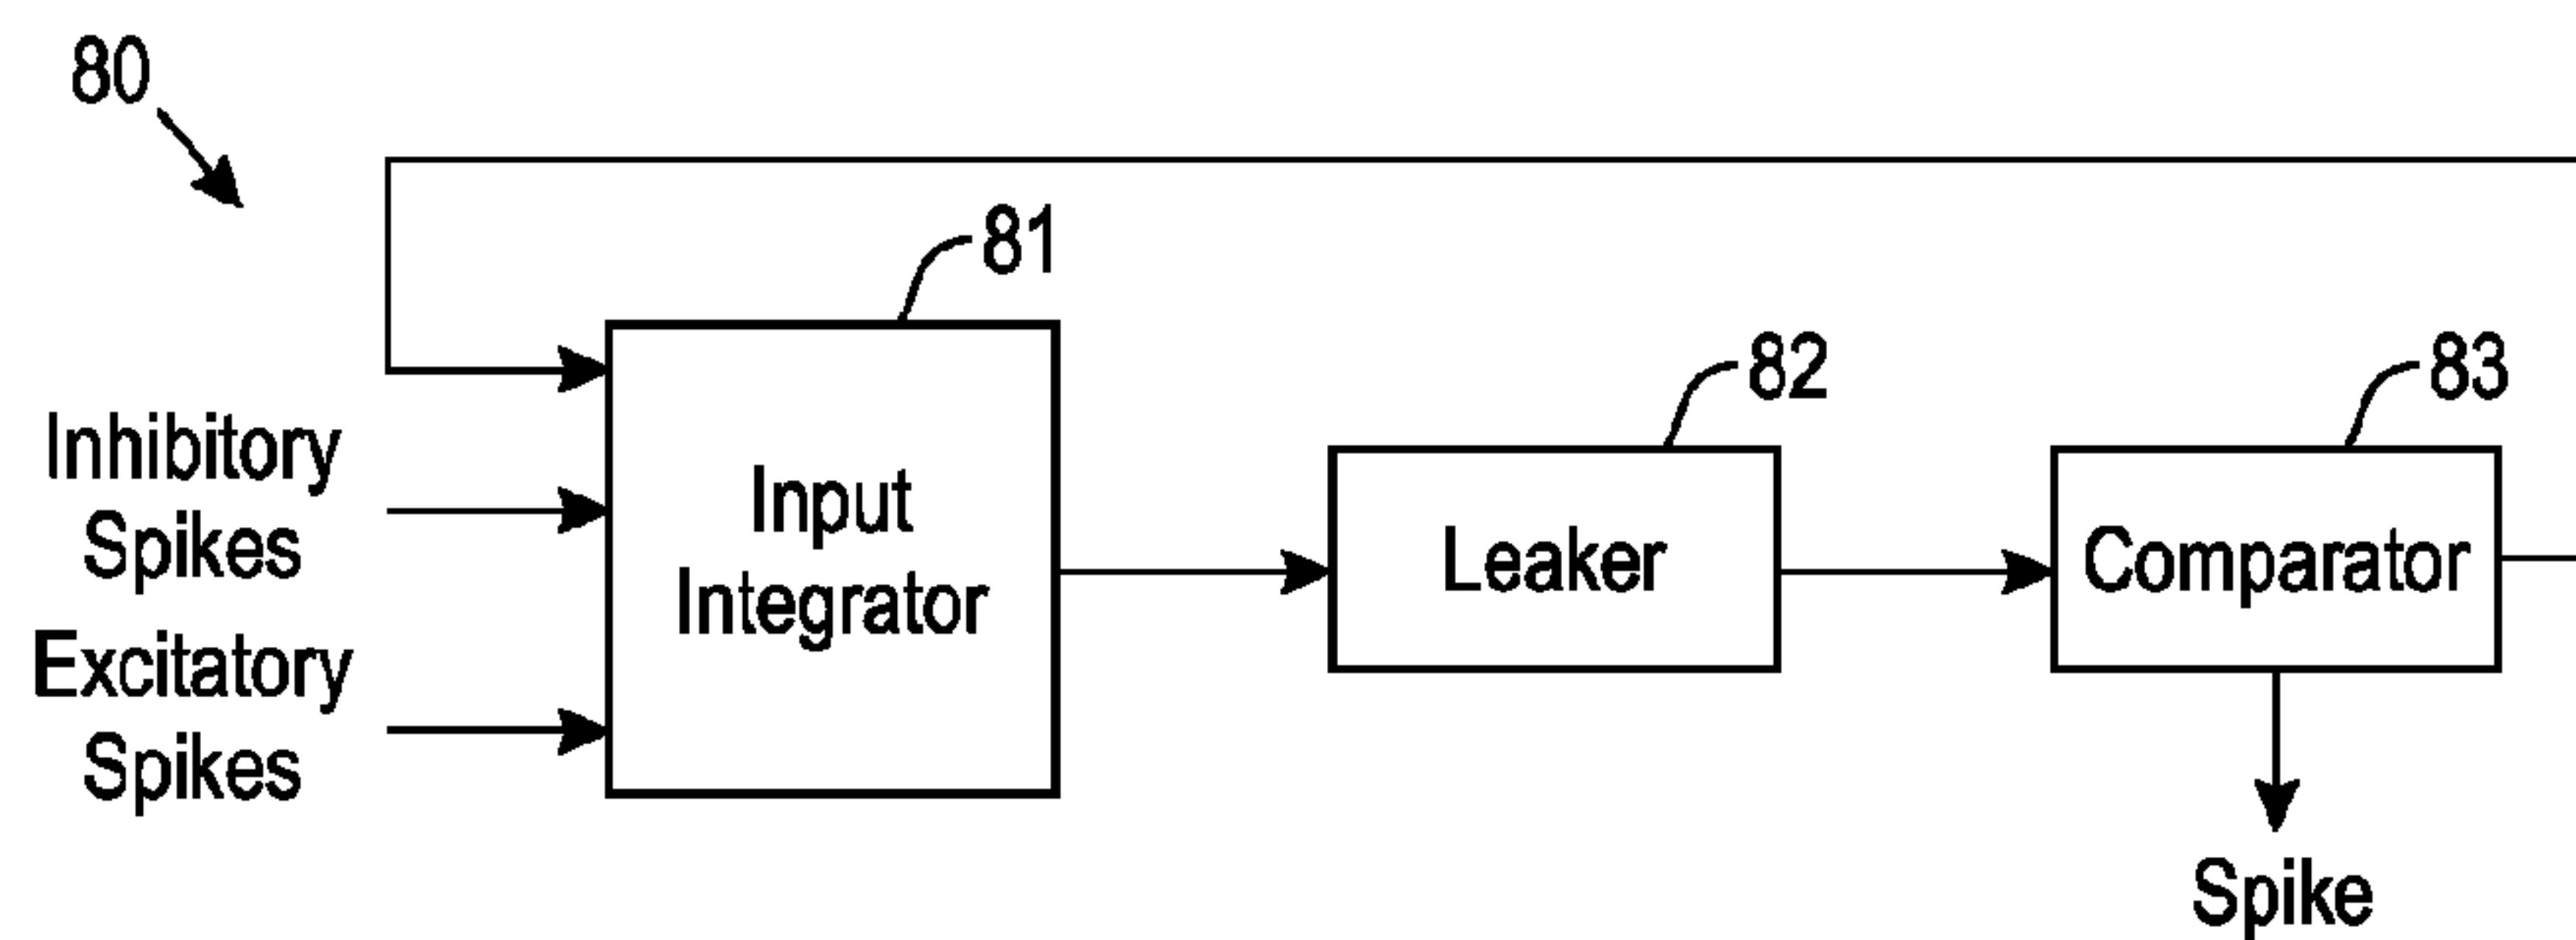 80
81
82
83
Inhibitory
Spikes
Excitatory
Spikes
Input
Integrator
Leaker
Comparator
Spike